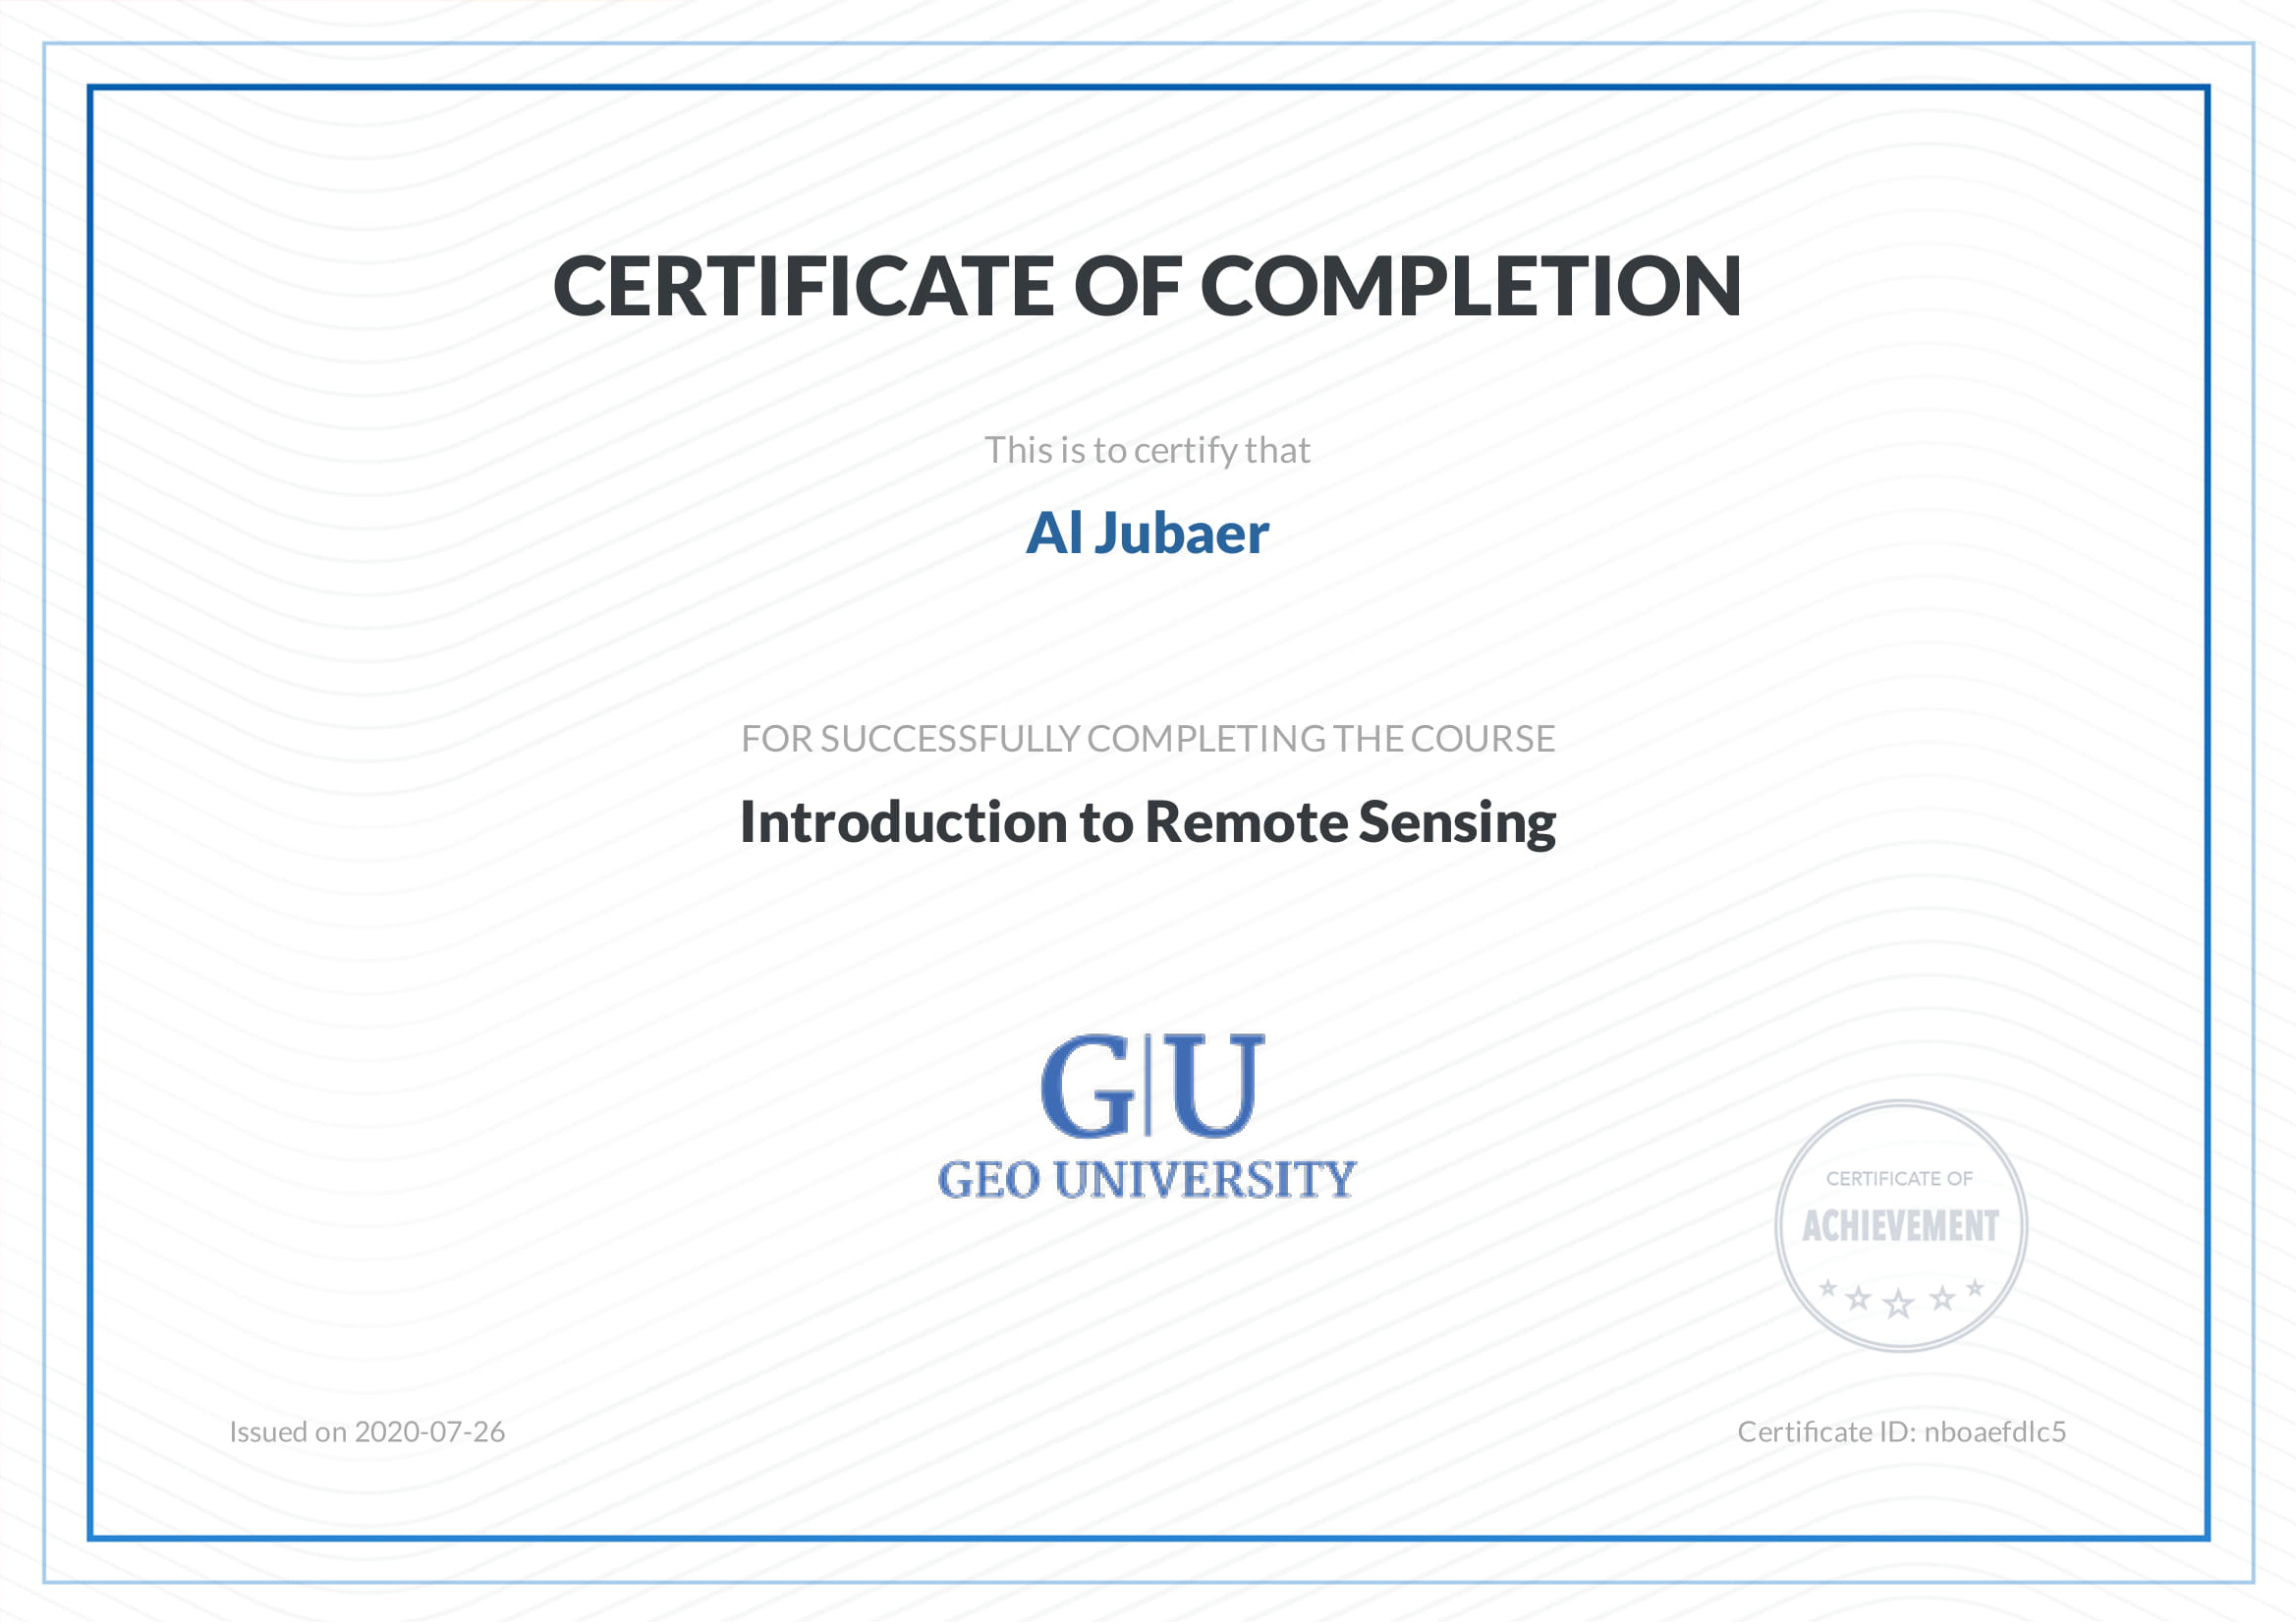 CERTIFICATE OF COMPLETION
This is to certify that
Al Jubaer
FOR SUCCESSFULLY COMPLETING THE COURSE
Introduction to Remote Sensing
G|U
GEO UNIVERSITY
CERTIFICATE OF
ACHIEVEMENT
Issued on 2020-07-26
Certificate ID: nboaefdlc5